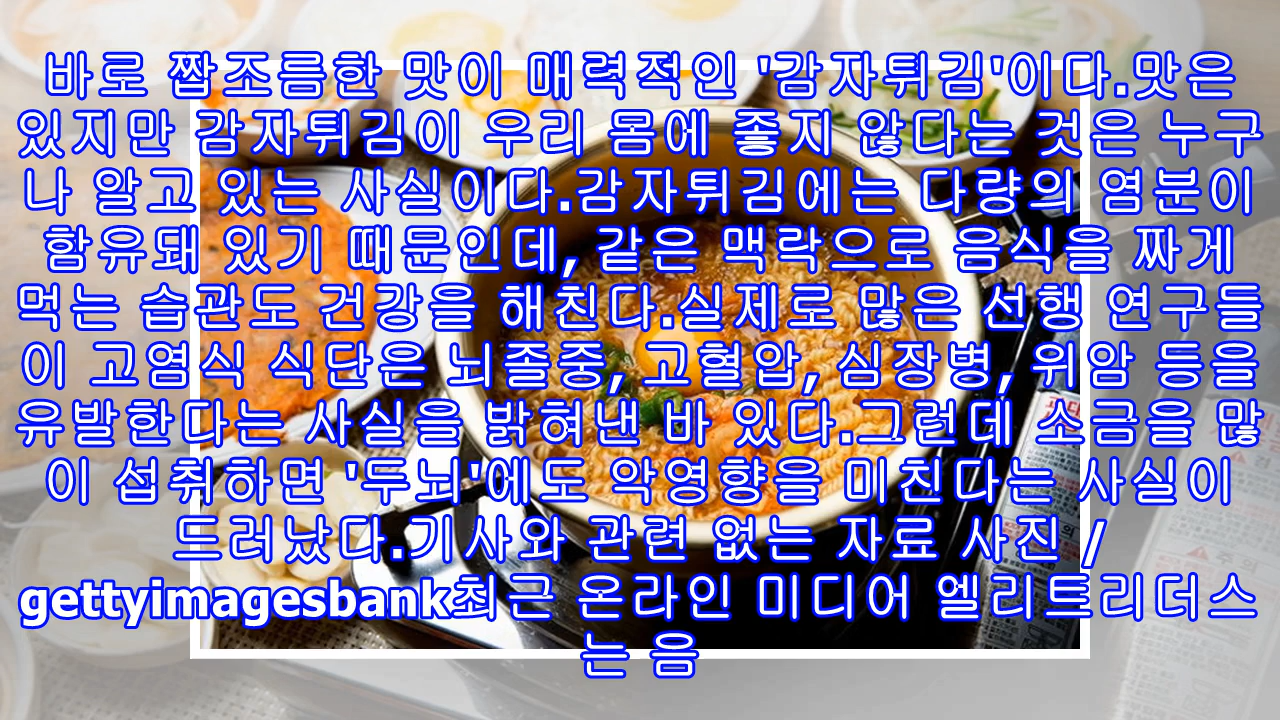 바로 짭조름한 맛이 매력적인 '감자튀김'이다.맛은
있지만 감자튀김이 우리 몸에 좋지 않다는 것은 누구
나 알고 있는 사실이다.감자튀김에는 다량의 염분이
함유돼 있기 때문인데, 같은 맥락으로 음식을 짜게
먹는 습관도 건강을 해친다.실제로 많은 선행 연구들
이 고염식 식단은 뇌졸중, 고혈압, 심장병, 위암 등을
유발한다는 사실을 밝혀낸 바 있다.그런데 소금을 많
이 섭취하면 '두뇌'에도 악영향을 미친다는 사실이
드러났다.기사와 관련 없는 자료 사진 /
gettyimagesbank최근 온라인 미디어 엘리트리더스
는 음